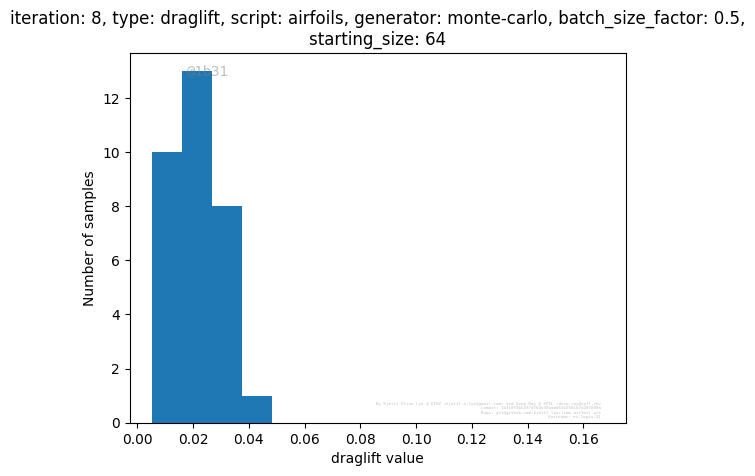 iteration: 8, type: draglift, script: airfoils, generator: monte-carlo, batch_size_factor: 0.5,
starting_size: 64
@1b31
12
10
8
6
4
2
0
Number of samples
0.00 0.02 0.04 0.06 0.08 0.10 0.12 0.14 0.16
draglift value